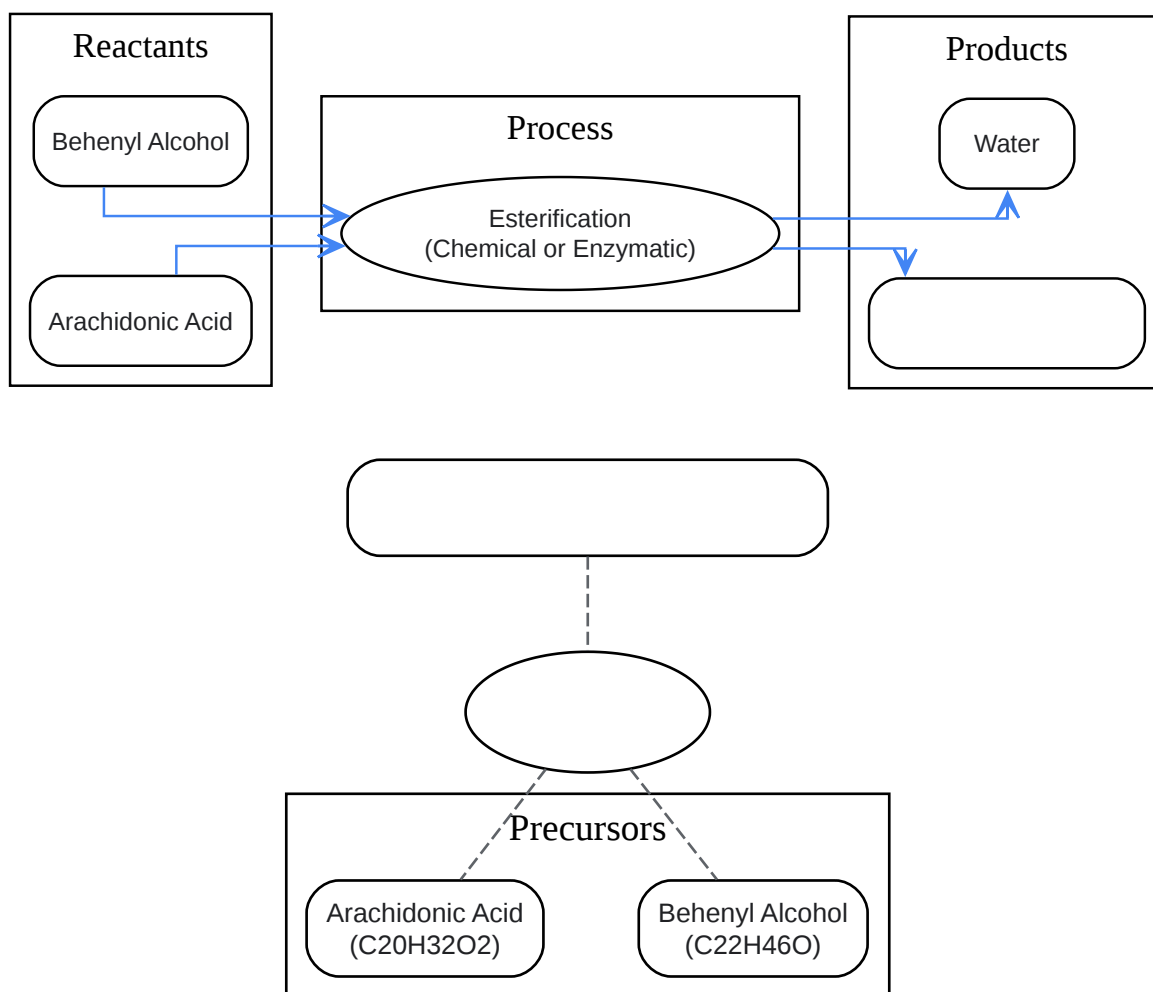 Reactants
Behenyl Alcohol
Arachidonic Acid
Process
Esterification
(Chemical or Enzymatic)
Products
Water
Precursors
Arachidonic Acid
(C20H32O2)
Behenyl Alcohol
(C22H46O)